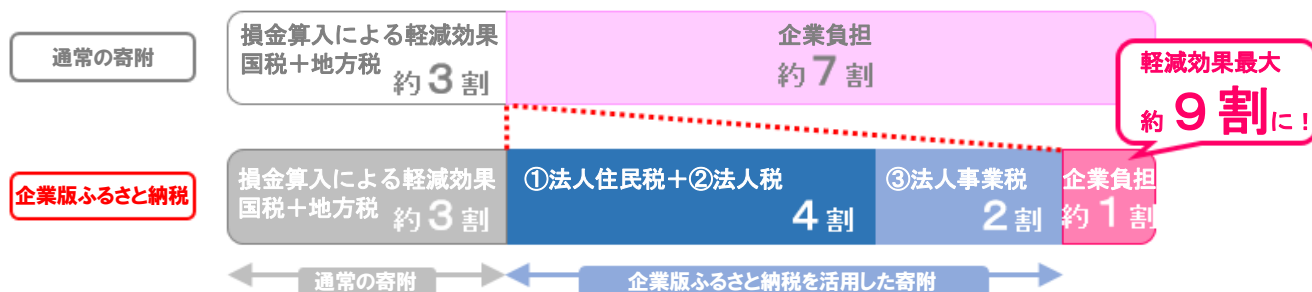 通常の寄附
損金算入による軽減効果
国税＋地方税 約３割
企業負担
約７割
軽減効果最大
約９割に！
企業版ふるさと納税
損金算入による軽減効果
国税＋地方税 約３割
①法人住民税＋②法人税
４割
③法人事業税
２割
企業負担
約１割
通常の寄附
企業版ふるさと納税を活用した寄附